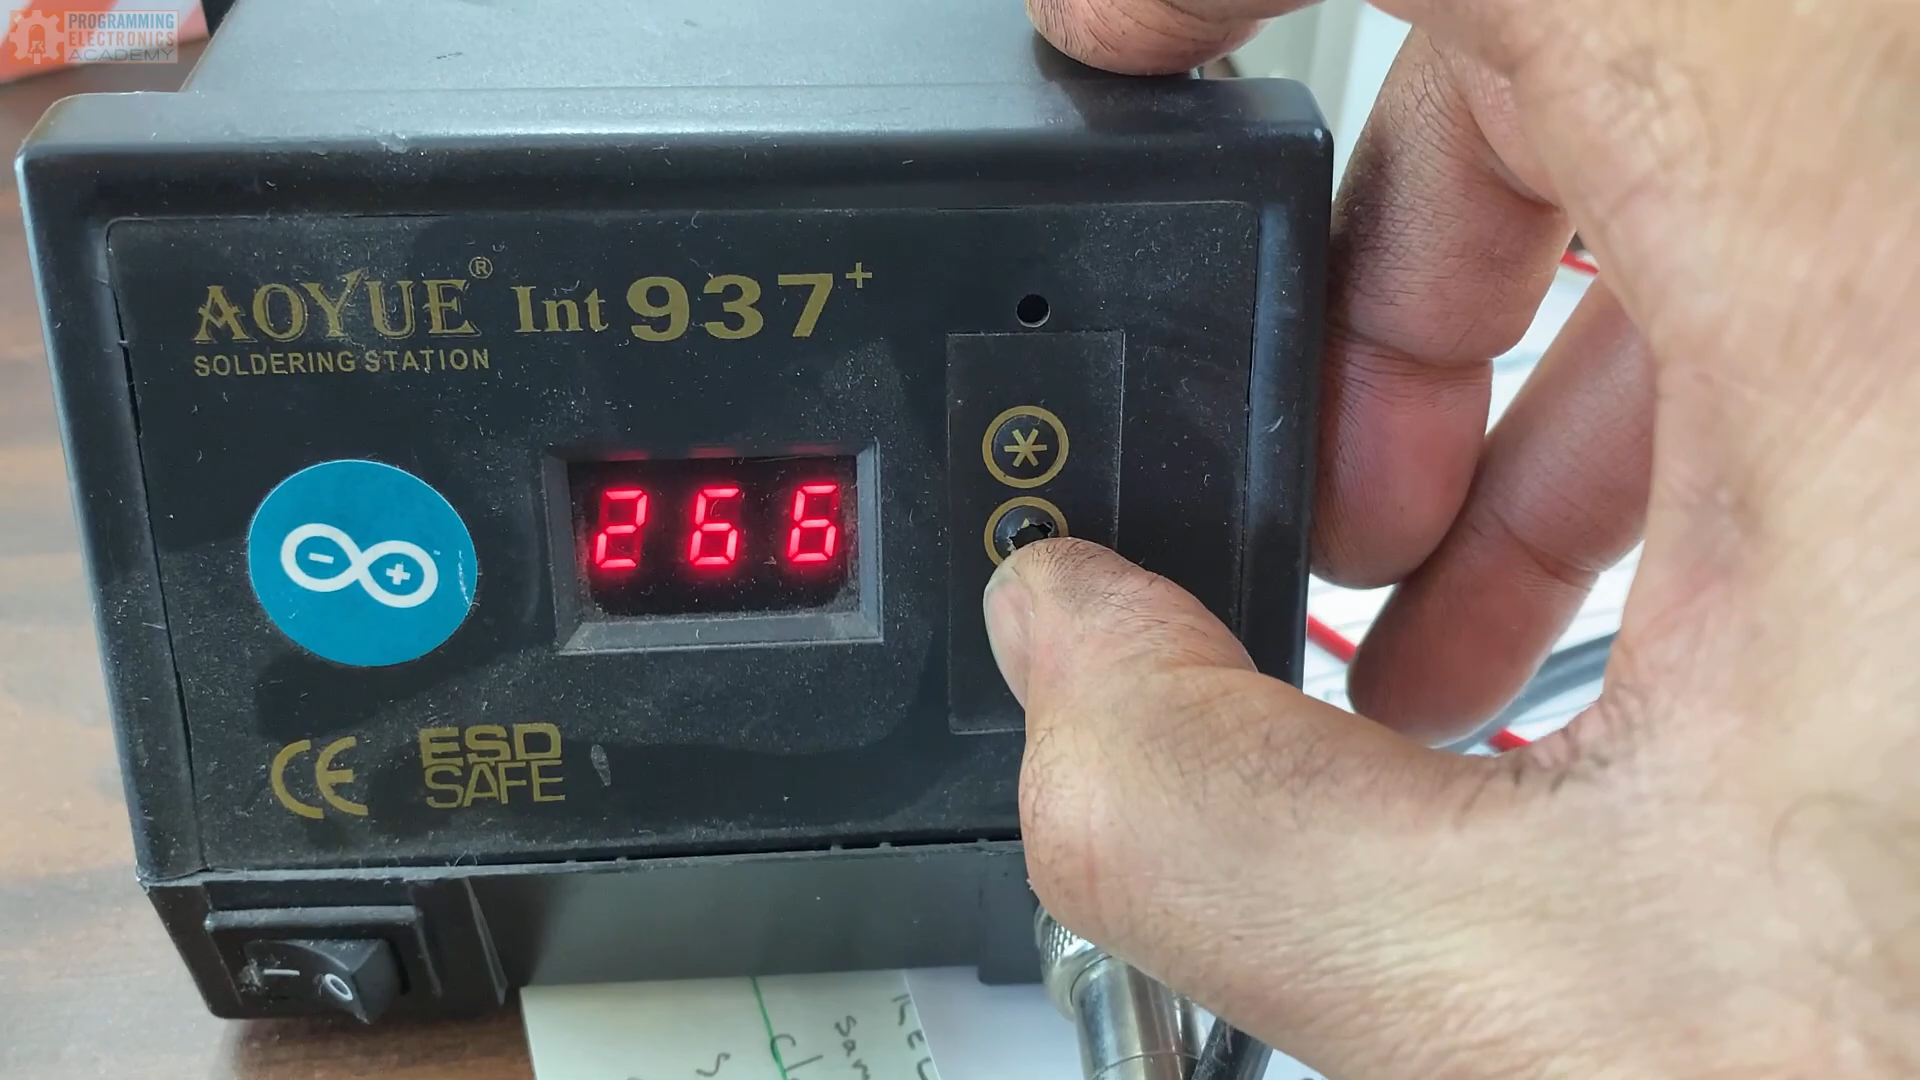 PROGRAMMING
ELECTRONICS
ACADEMY
AOYUE® Int 937+
SOLDERING STATION
266
CE
ESD
SAFE